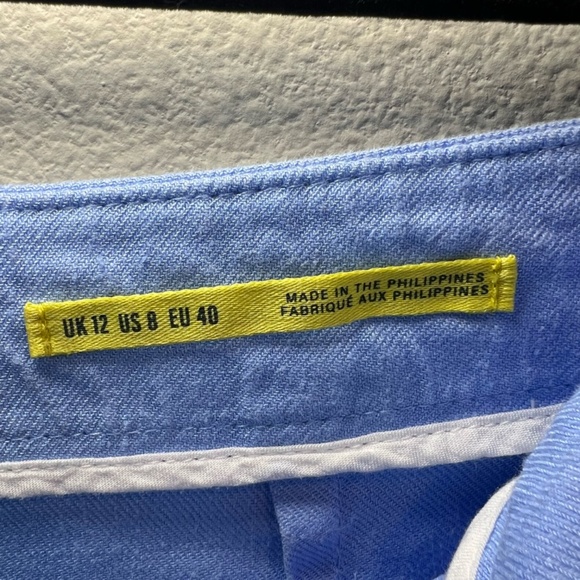 UK 12 US 8 EU 40
MADE IN THE PHILIPPINES
FABRIQUÉ AUX PHILIPPINES